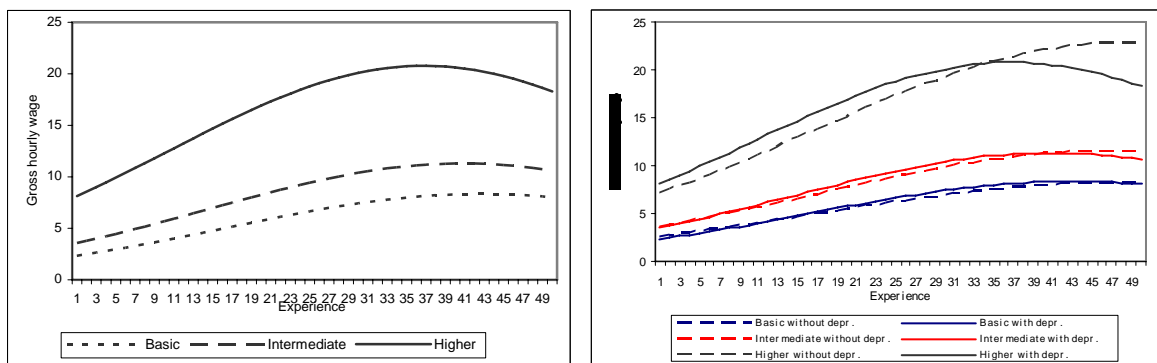 25
20
15
10
5
0
Gross hourly wage
1 3 5 7 9 11 13 15 17 19 21 23 25 27 29 31 33 35 37 39 41 43 45 47 49
Experience
Basic Intermediate Higher
25
20
15
10
5
0
1 3 5 7 9 11 13 15 17 19 21 23 25 27 29 31 33 35 37 39 41 43 45 47 49
Experience
Basic without depr. Basic with depr.
Intermediate without depr. Intermediate with depr.
Higher without depr. Higher with depr.